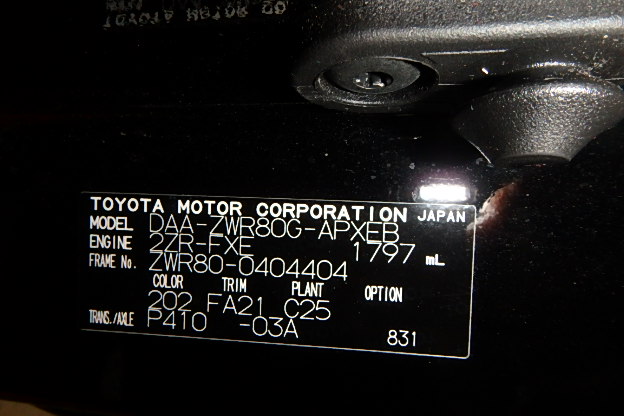 TOYOTA MOTOR CORPORATION JAPAN
MODEL DAA-ZWR80G-APXEB
ENGINE 2ZR-FXE 1797 mL
FRAME No. ZWR80-0404404
COLOR TRIM PLANT OPTION
202 FA21 C25
TRANS./AXLE P410 -03A 831